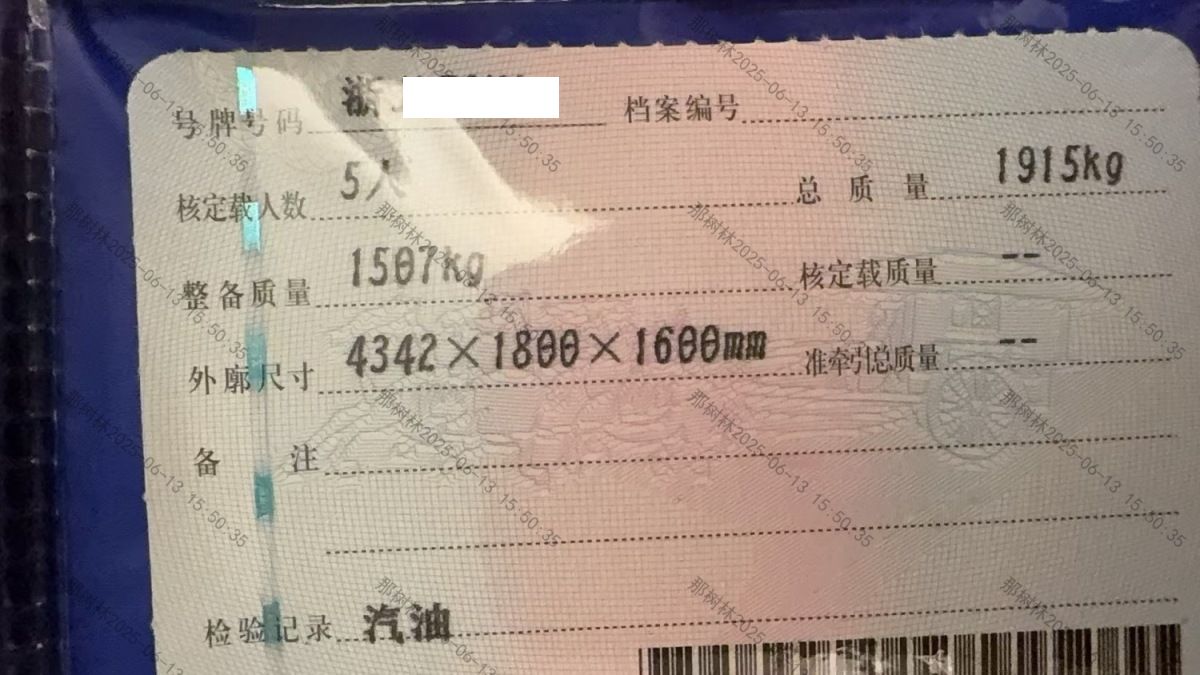 号牌号码 浙 档案编号
核定载人数 5人 总质量 1915kg
整备质量 1507kg 核定载质量 --
外廓尺寸 4342×1800×1600mm 准牵引总质量 --
备注
检验记录 汽油
那树林2025-06-13 15:50:35